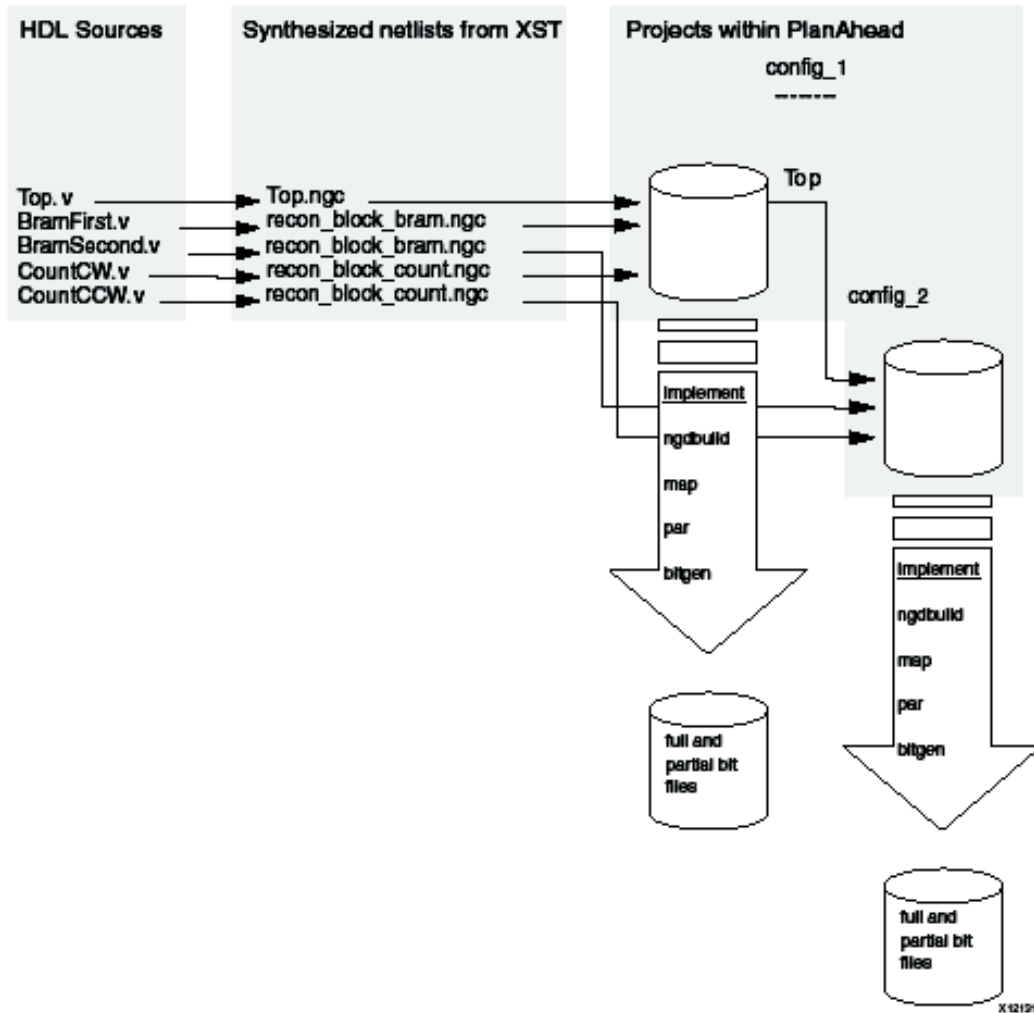 HDL Sources
Synthesized netlists from XST
Projects within PlanAhead
config_1
--------
Top.v
BramFirst.v
BramSecond.v
CountCW.v
CountCCW.v
Top.ngc
recon_block_bram.ngc
recon_block_bram.ngc
recon_block_count.ngc
recon_block_count.ngc
Top
config_2
Implement
ngdbuild
map
par
bitgen
full and
partial bit
files
Implement
ngdbuild
map
par
bitgen
full and
partial bit
files